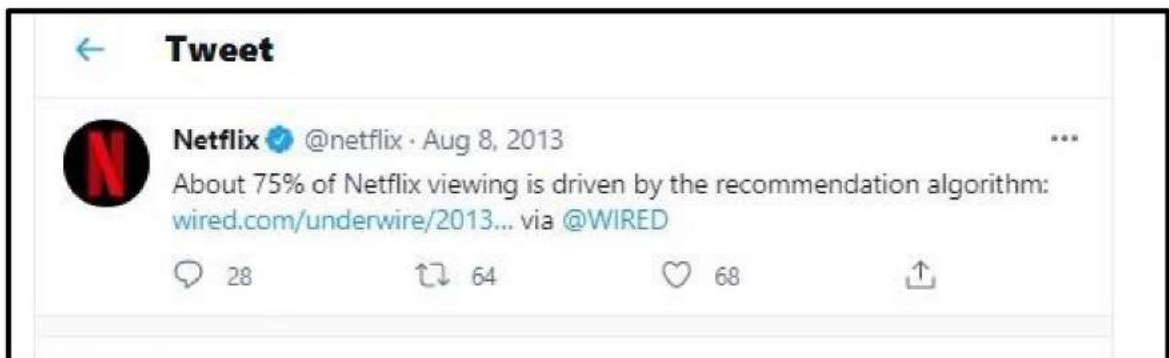 ← Tweet
N
Netflix @netflix · Aug 8, 2013
About 75% of Netflix viewing is driven by the recommendation algorithm:
wired.com/underwire/2013... via @WIRED
28 64 68